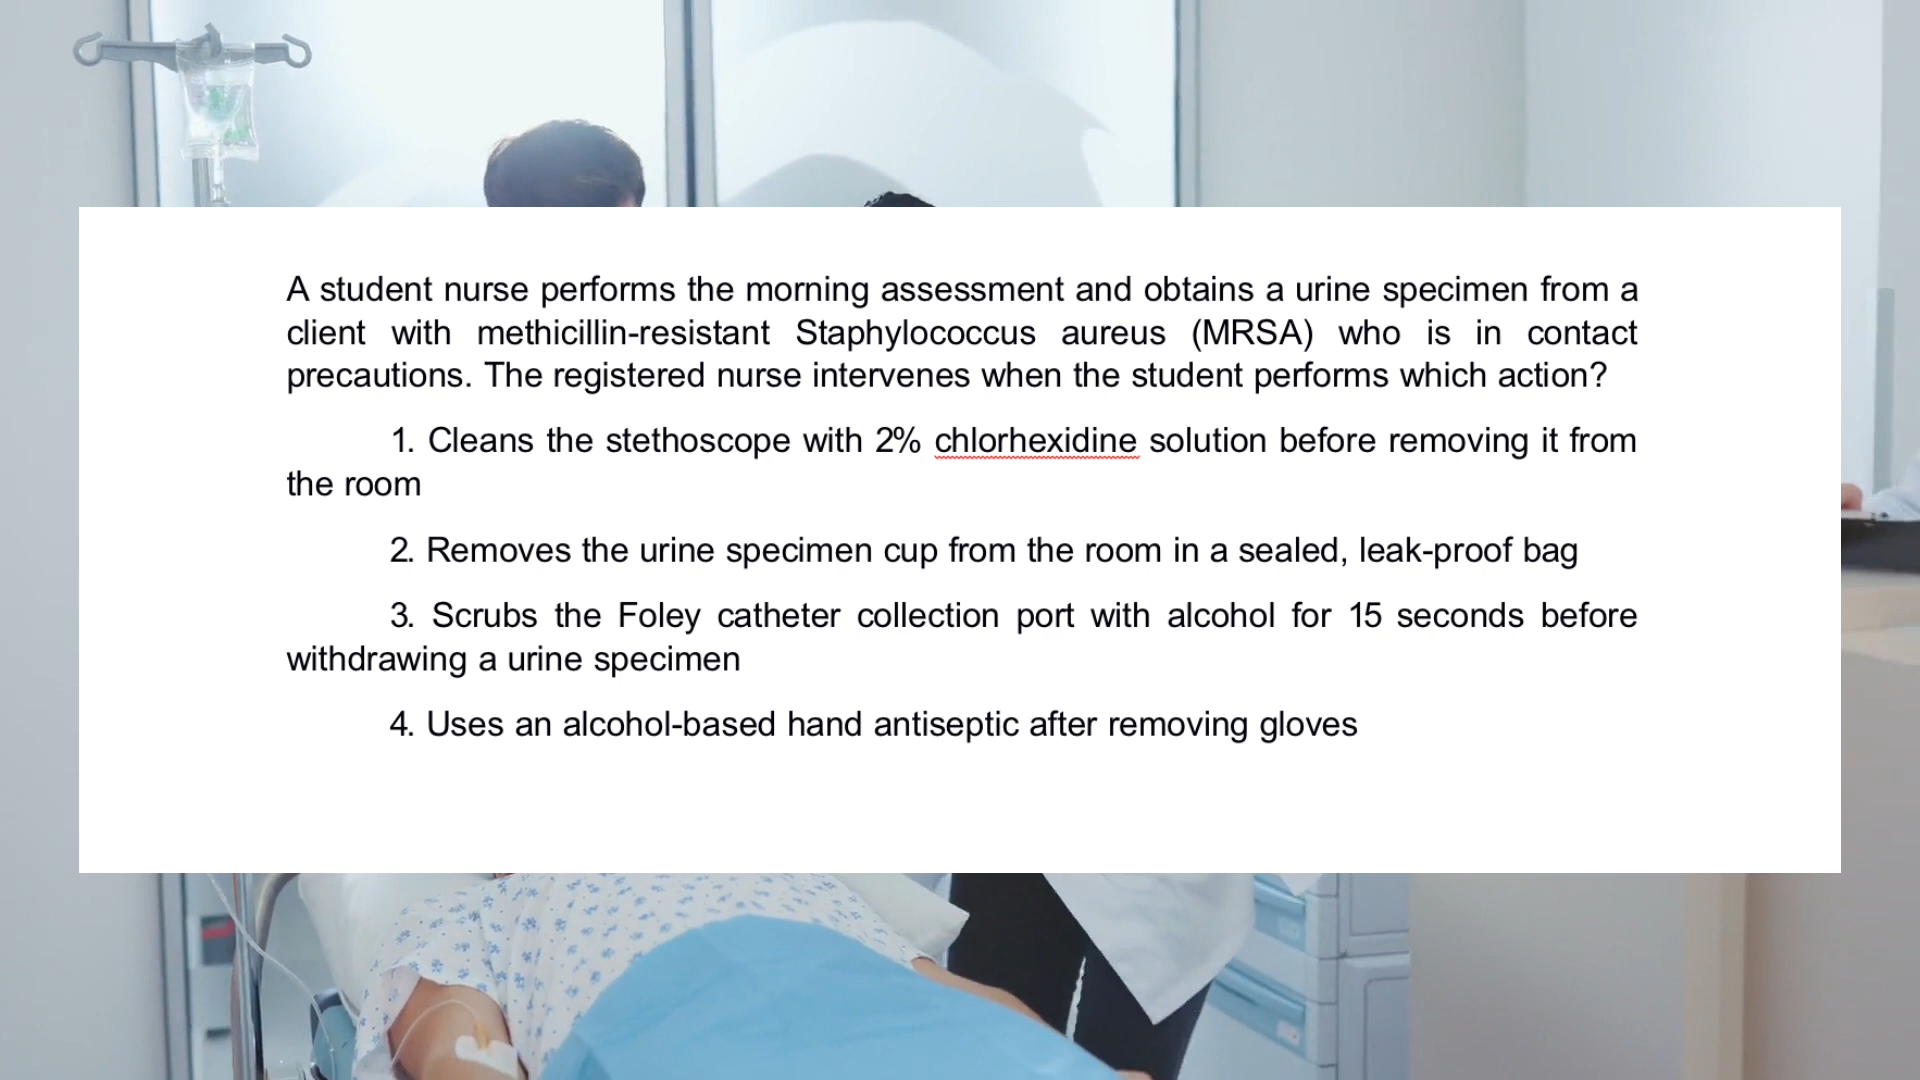 A student nurse performs the morning assessment and obtains a urine specimen from a
client with methicillin-resistant Staphylococcus aureus (MRSA) who is in contact
precautions. The registered nurse intervenes when the student performs which action?
1. Cleans the stethoscope with 2% chlorhexidine solution before removing it from
the room
2. Removes the urine specimen cup from the room in a sealed, leak-proof bag
3. Scrubs the Foley catheter collection port with alcohol for 15 seconds before
withdrawing a urine specimen
4. Uses an alcohol-based hand antiseptic after removing gloves